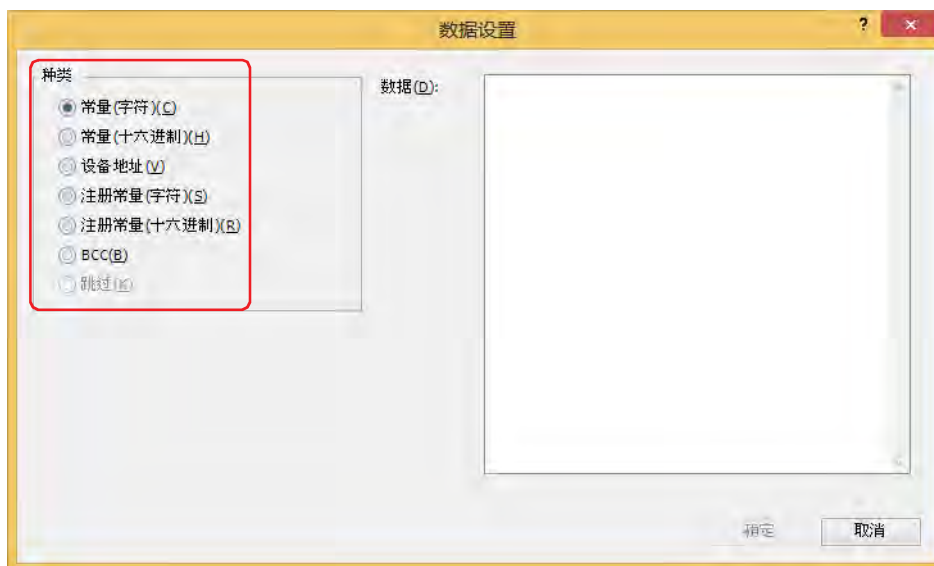 数据设置
?
种类
常量(字符)(C)
常量(十六进制)(H)
设备地址(V)
注册常量(字符)(S)
注册常量(十六进制)(R)
BCC(B)
跳过(K)
数据(D):
确定
取消